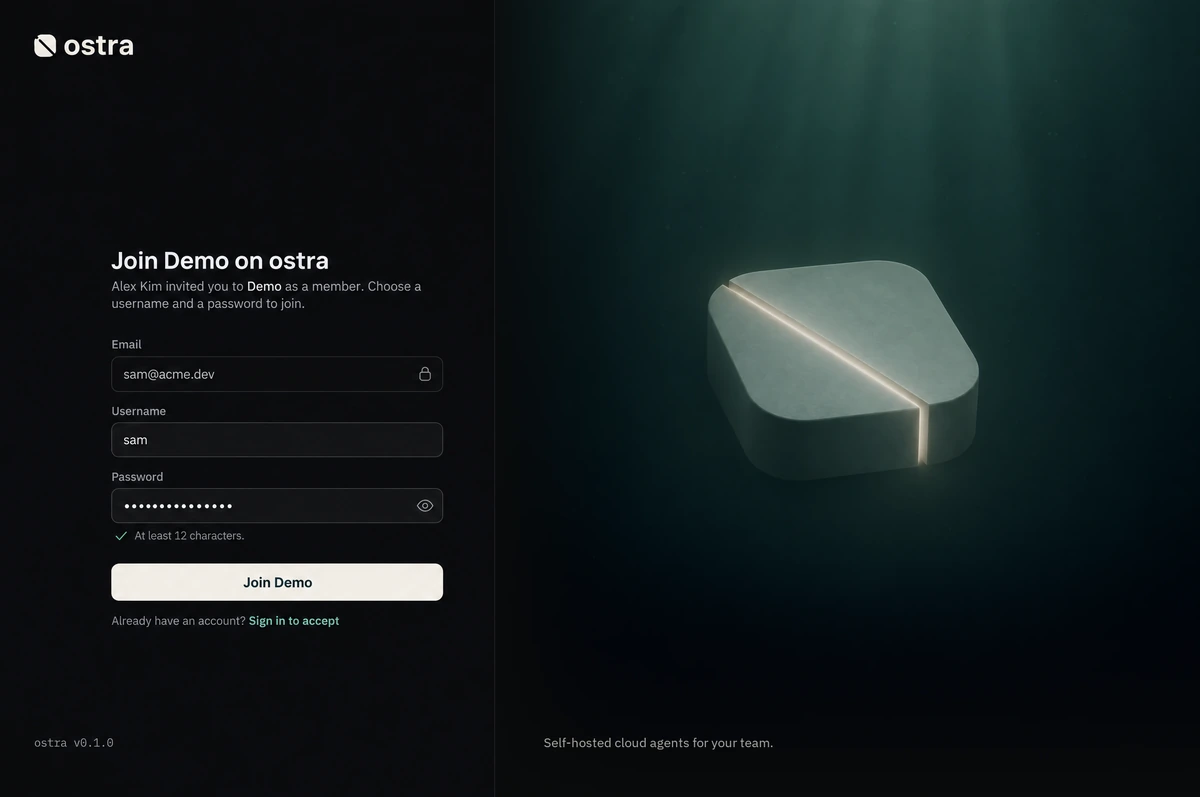 ostra
Join Demo on ostra
Alex Kim invited you to Demo as a member. Choose a
username and a password to join.
Email
sam@acme.dev
Username
sam
Password
•••••••••••••••
At least 12 characters.
Join Demo
Already have an account? Sign in to accept
ostra v0.1.0
Self-hosted cloud agents for your team.